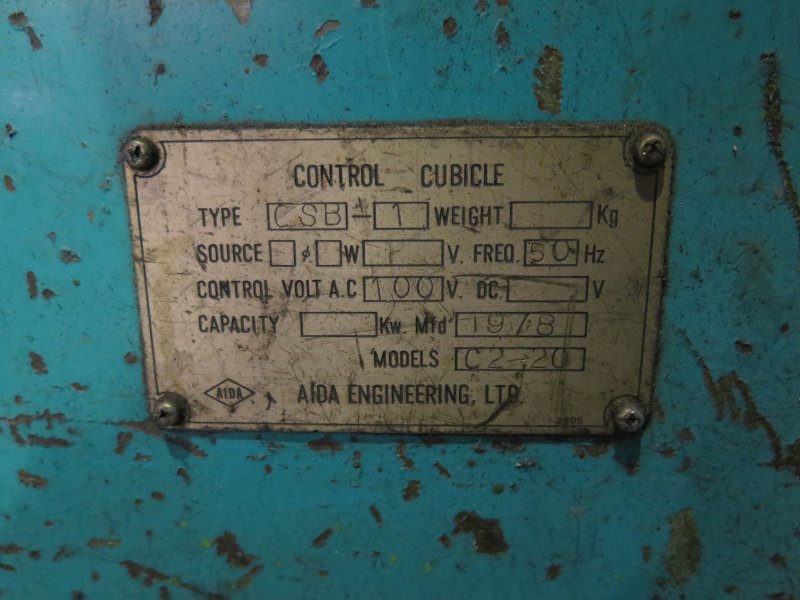 CONTROL CUBICLE
TYPE CSB-1 WEIGHT Kg
SOURCE ø W V. FREQ. 50 Hz
CONTROL VOLT A.C 100 V. DC. V
CAPACITY Kw. Mfd
MODELS C2-20
AIDA AIDA ENGINEERING, LTD